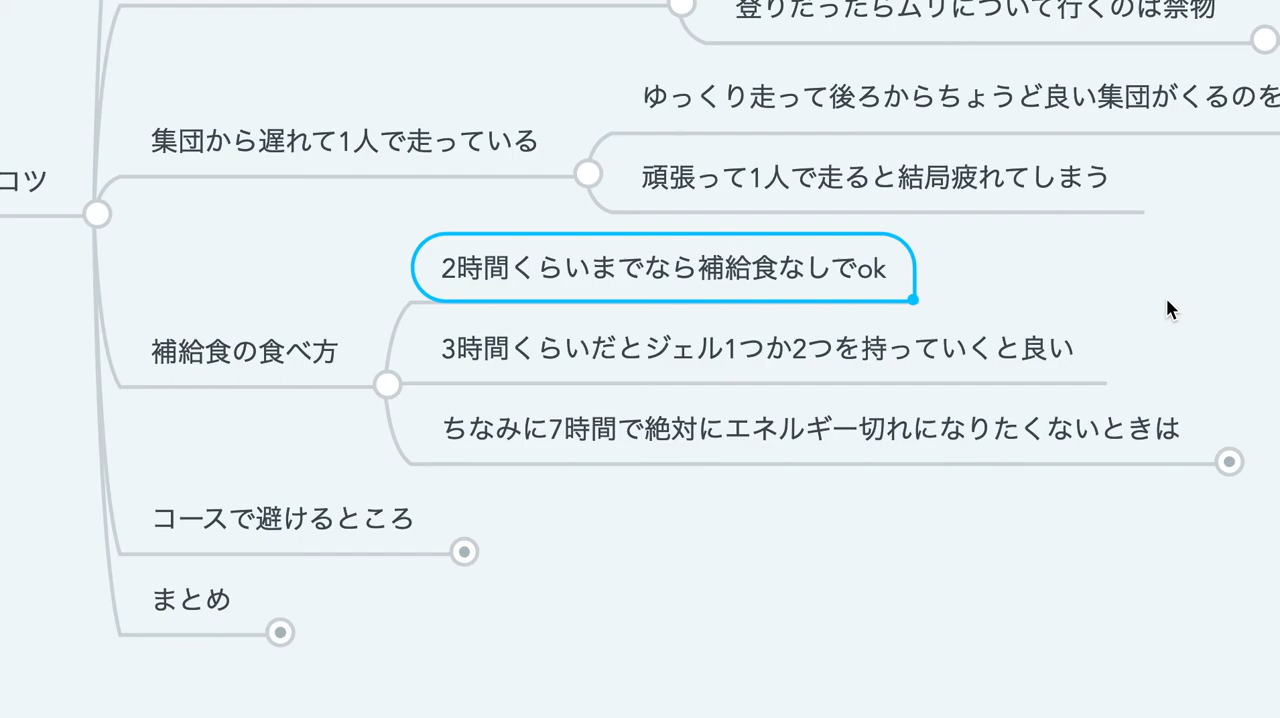 登りだったらムリについて行くのは禁物
ゆっくり走って後ろからちょうど良い集団がくるのを
集団から遅れて1人で走っている
頑張って1人で走ると結局疲れてしまう
コツ
2時間くらいまでなら補給食なしでok
補給食の食べ方
3時間くらいだとジェル1つか2つを持っていくと良い
ちなみに7時間で絶対にエネルギー切れになりたくないときは
コースで避けるところ
まとめ